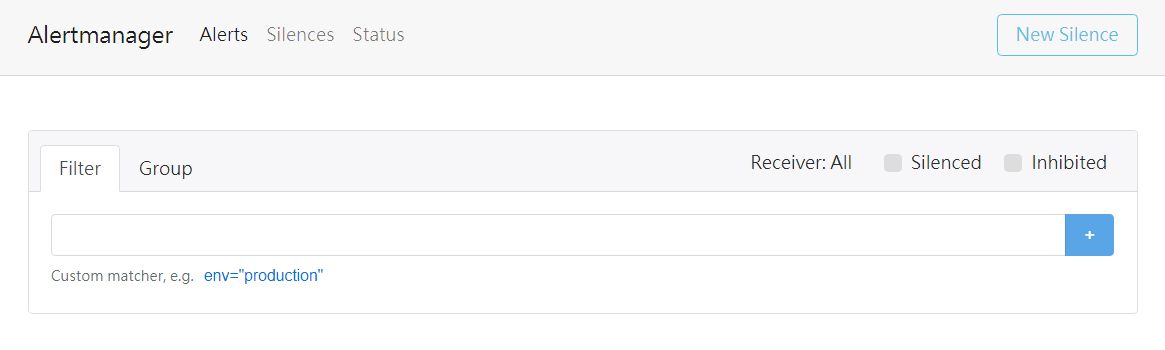 Alertmanager Alerts Silences Status New Silence
Filter Group Receiver: All Silenced Inhibited
+
Custom matcher, e.g. env="production"